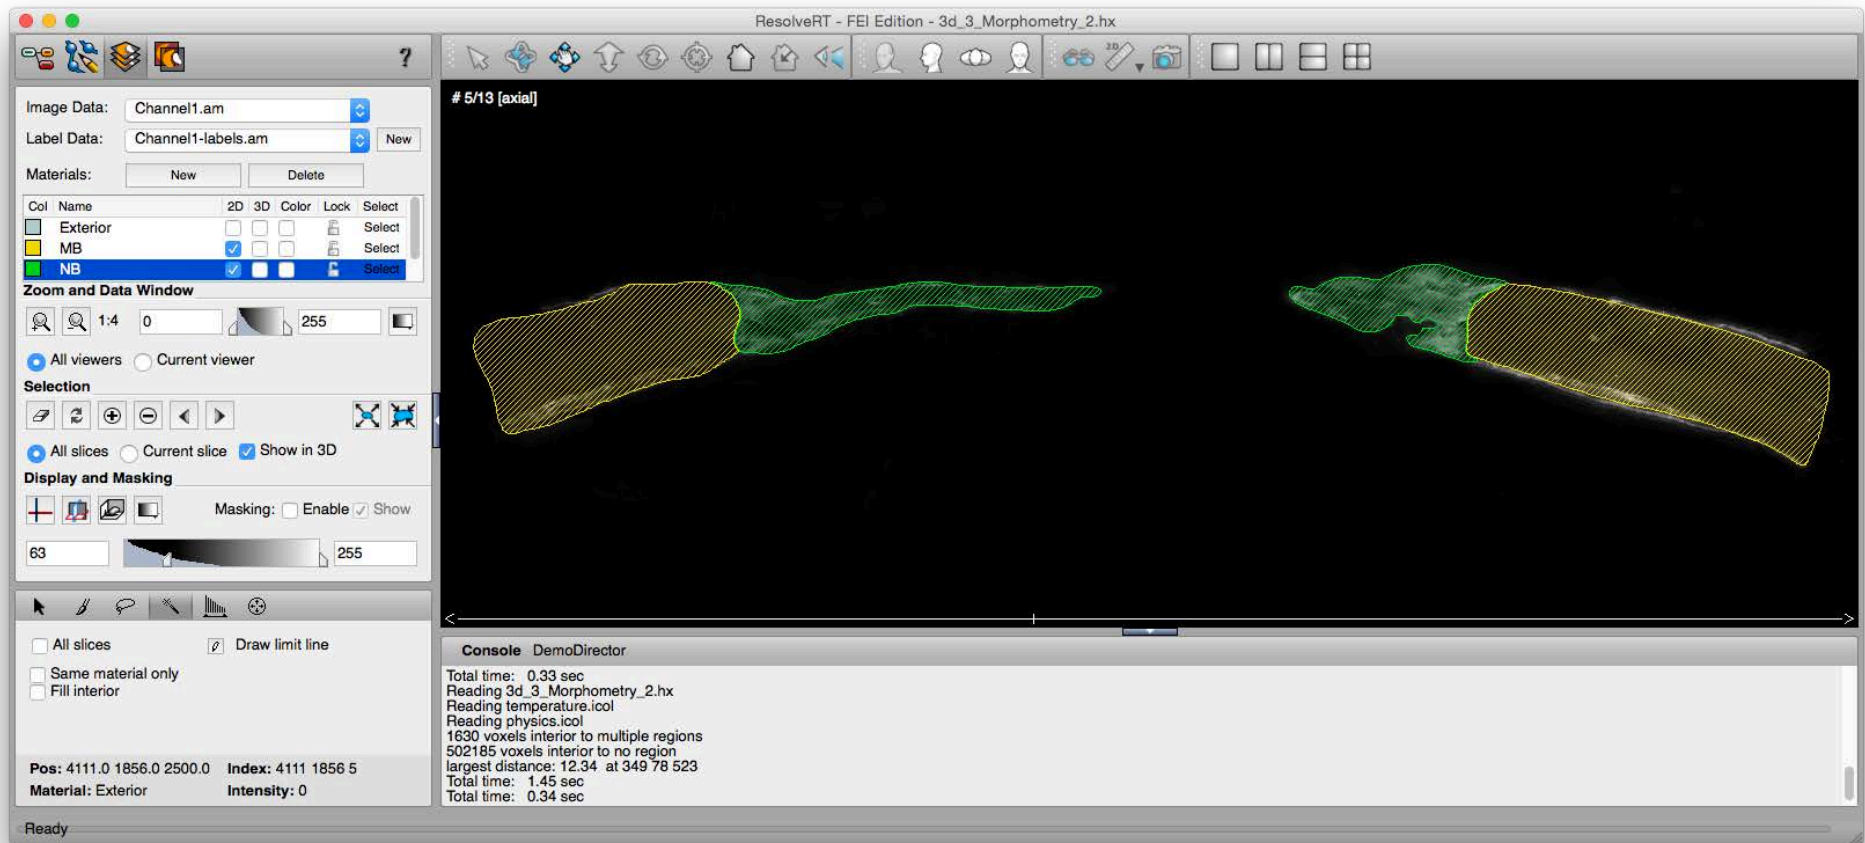 ResolveRT - FEI Edition - 3d_3_Morphometry_2.hx
?
2D
Image Data: Channel1.am
Label Data: Channel1-labels.am New
Materials: New Delete
Col Name 2D 3D Color Lock Select
Exterior Select
MB Select
NB Select
Zoom and Data Window
1:4 0 255
All viewers Current viewer
Selection
All slices Current slice Show in 3D
Display and Masking
Masking: Enable Show
63 255
All slices Draw limit line
Same material only
Fill interior
Pos: 4111.0 1856.0 2500.0 Index: 4111 1856 5
Material: Exterior Intensity: 0
Ready
# 5/13 [axial]
Console DemoDirector
Total time: 0.33 sec
Reading 3d_3_Morphometry_2.hx
Reading temperature.icol
Reading physics.icol
1630 voxels interior to multiple regions
502185 voxels interior to no region
largest distance: 12.34 at 349 78 523
Total time: 1.45 sec
Total time: 0.34 sec